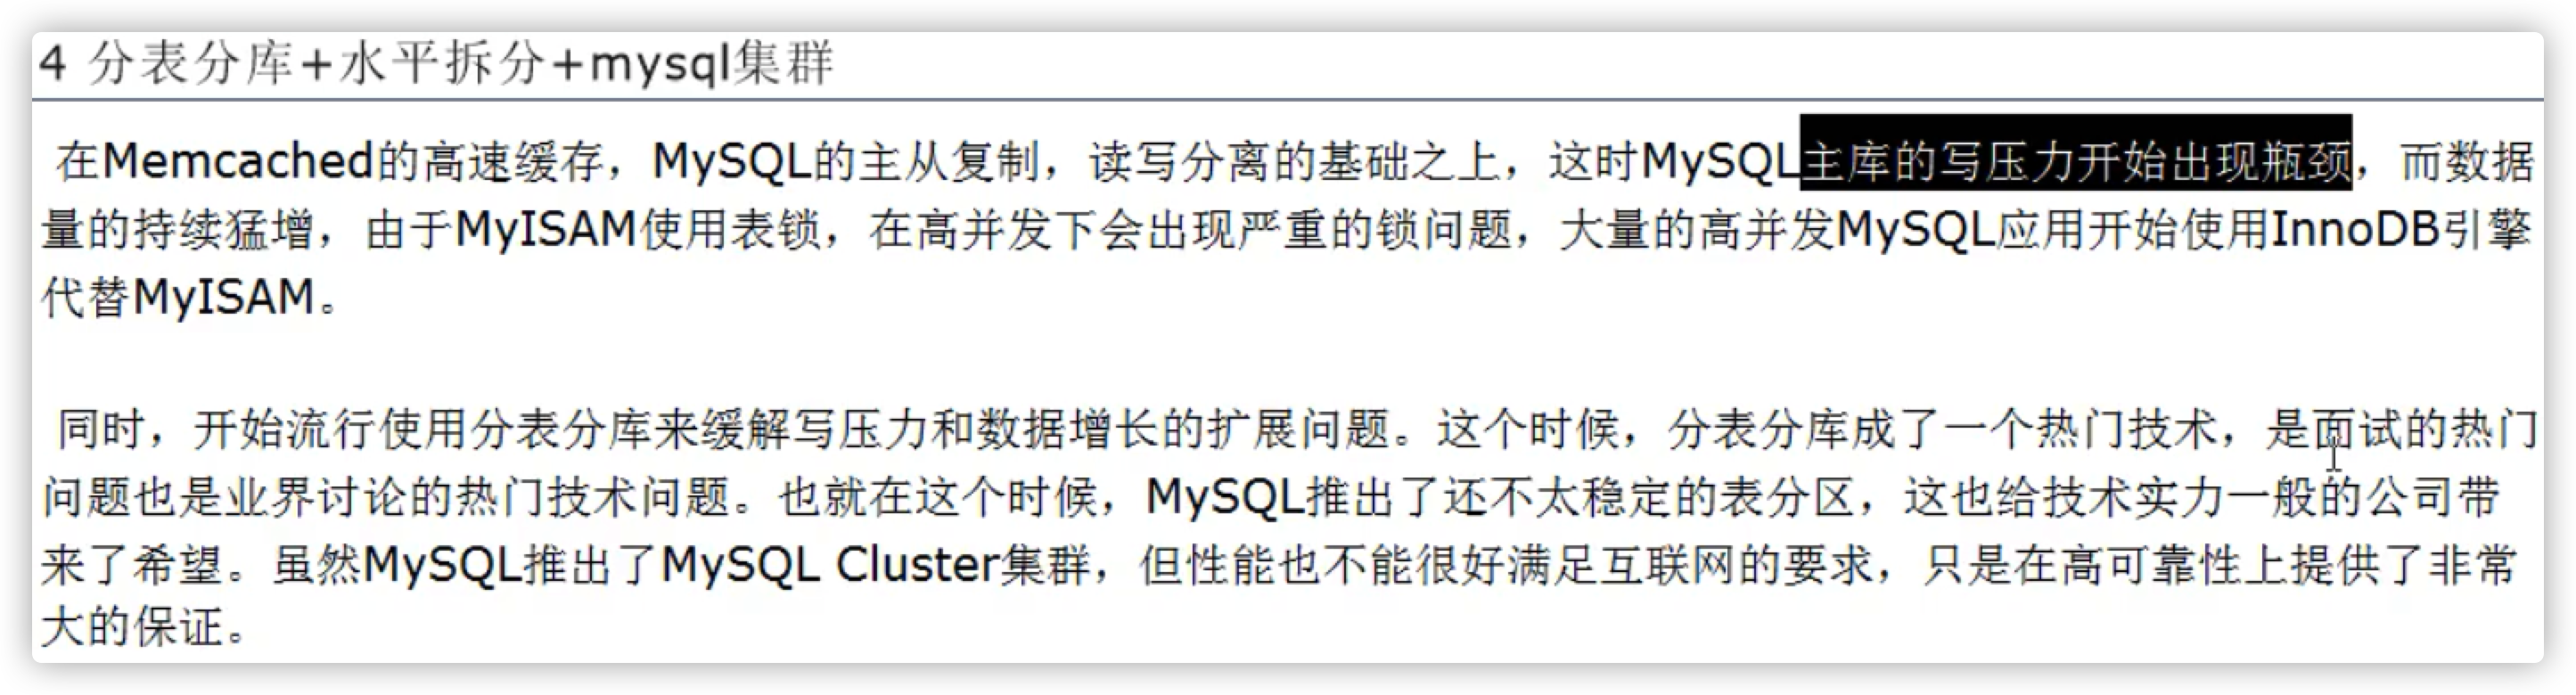 4 分表分库+水平拆分+mysql集群
在Memcached的高速缓存，MySQL的主从复制，读写分离的基础之上，这时MySQL主库的写压力开始出现瓶颈，而数据
量的持续猛增，由于MyISAM使用表锁，在高并发下会出现严重的锁问题，大量的高并发MySQL应用开始使用InnoDB引擎
代替MyISAM。
同时，开始流行使用分表分库来缓解写压力和数据增长的扩展问题。这个时候，分表分库成了一个热门技术，是面试的热门
问题也是业界讨论的热门技术问题。也就在这个时候，MySQL推出了还不太稳定的表分区，这也给技术实力一般的公司带
来了希望。虽然MySQL推出了MySQL Cluster集群，但性能也不能很好满足互联网的要求，只是在高可靠性上提供了非常
大的保证。